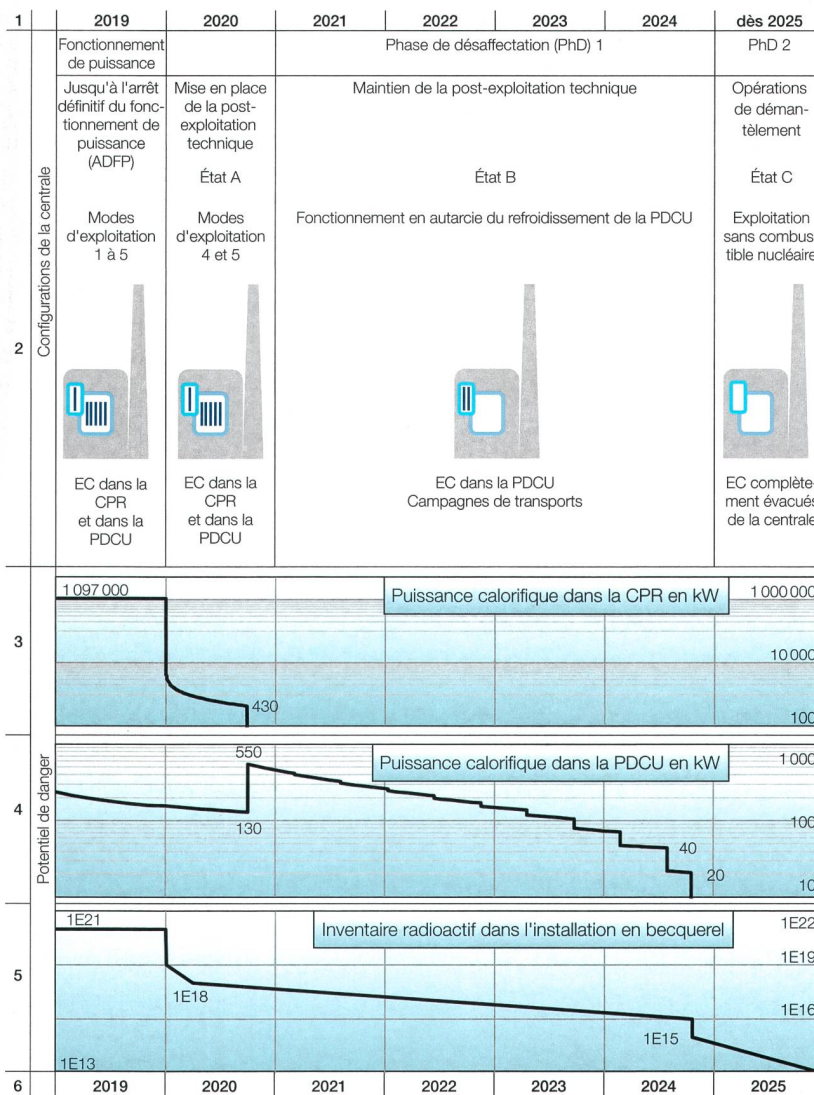 1 2019 2020 2021 2022 2023 2024 dès 2025
Fonctionnement
de puissance
Phase de désaffectation (PhD) 1
PhD 2
2
Configurations de la centrale
Jusqu'à l'arrêt
définitif du fonc-
tionnement de
puissance
(ADFP)
Modes
d'exploitation
1 à 5
Mise en place
de la post-
exploitation
technique
État A
Modes
d'exploitation
4 et 5
Maintien de la post-exploitation technique
État B
Fonctionnement en autarcie du refroidissement de la PDCU
Opérations
de déman-
tèlement
État C
Exploitation
sans combus-
tible nucléaire
EC dans la
CPR
et dans la
PDCU
EC dans la
CPR
et dans la
PDCU
EC dans la PDCU
Campagnes de transports
EC complète-
ment évacués
de la centrale
Potentiel de danger
3
Puissance calorifique dans la CPR en kW
1 097 000
430
1 000 000
10 000
100
4
Puissance calorifique dans la PDCU en kW
550
130
40
20
1 000
100
10
5
Inventaire radioactif dans l'installation en becquerel
1E21
1E18
1E15
1E13
1E22
1E19
1E16
6 2019 2020 2021 2022 2023 2024 2025